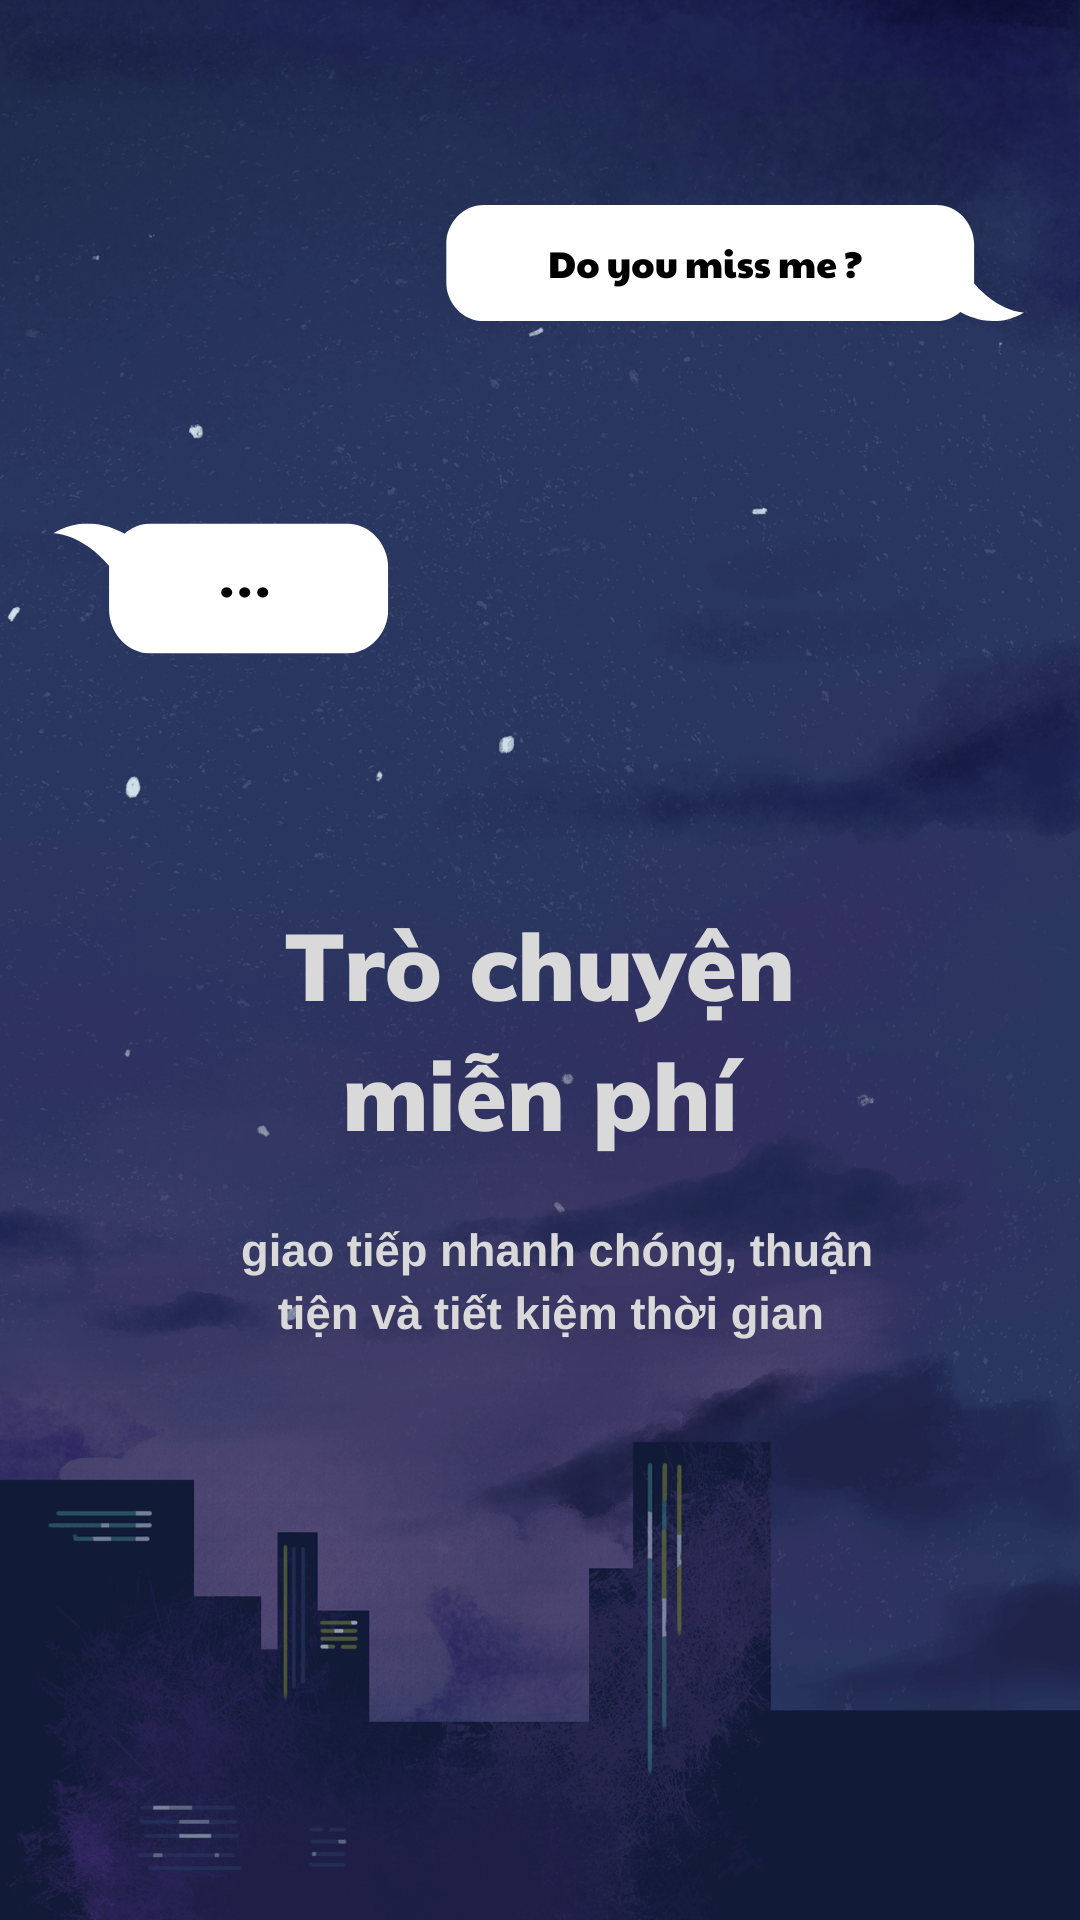 Do you miss me ?
...
Trò chuyện
miễn phí
giao tiếp nhanh chóng, thuận
tiện và tiết kiệm thời gian